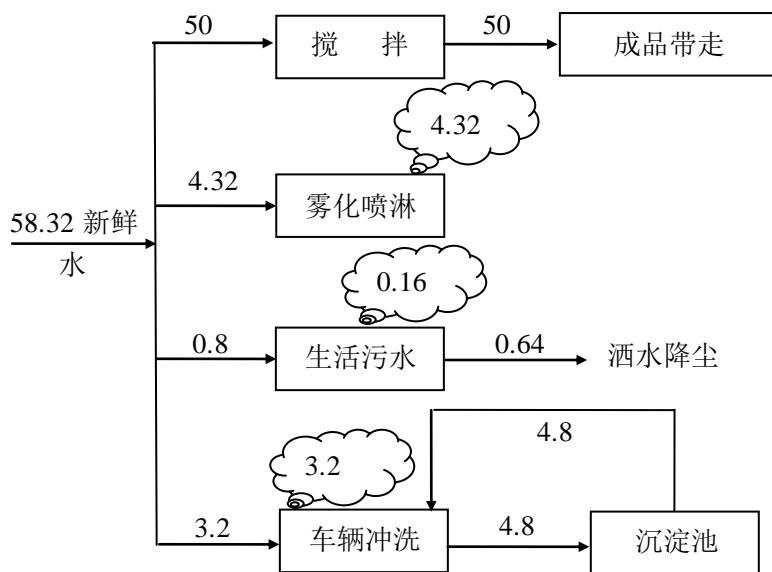 50
搅 拌
50
成品带走
4.32
4.32
雾化喷淋
58.32 新鲜
水
0.16
0.8
生活污水
0.64
洒水降尘
4.8
3.2
3.2
车辆冲洗
4.8
沉淀池